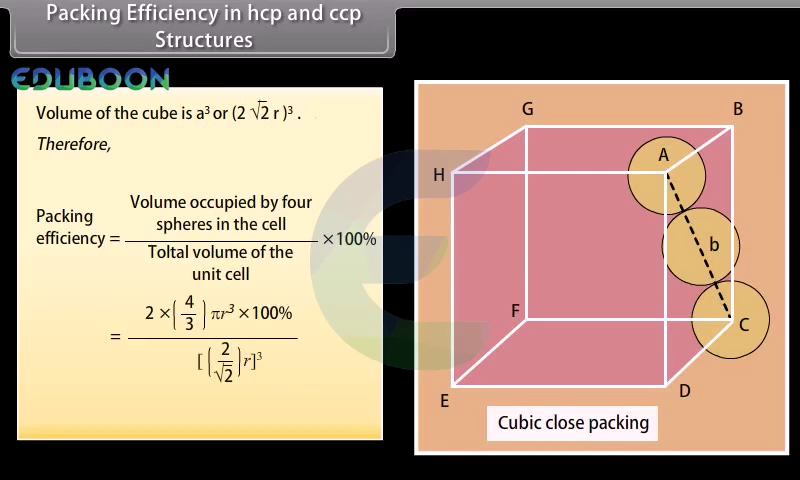 Packing Efficiency in hcp and ccp
Structures
EDUBOON
Volume of the cube is a³ or (2 √2 r )³ .
Therefore,
Packing efficiency = Volume occupied by four spheres in the cell / Toltal volume of the unit cell ×100%
= 2 × (4/3) πr³ × 100% / [(2/√2) r]³
G
B
A
H
b
F
C
E
D
Cubic close packing